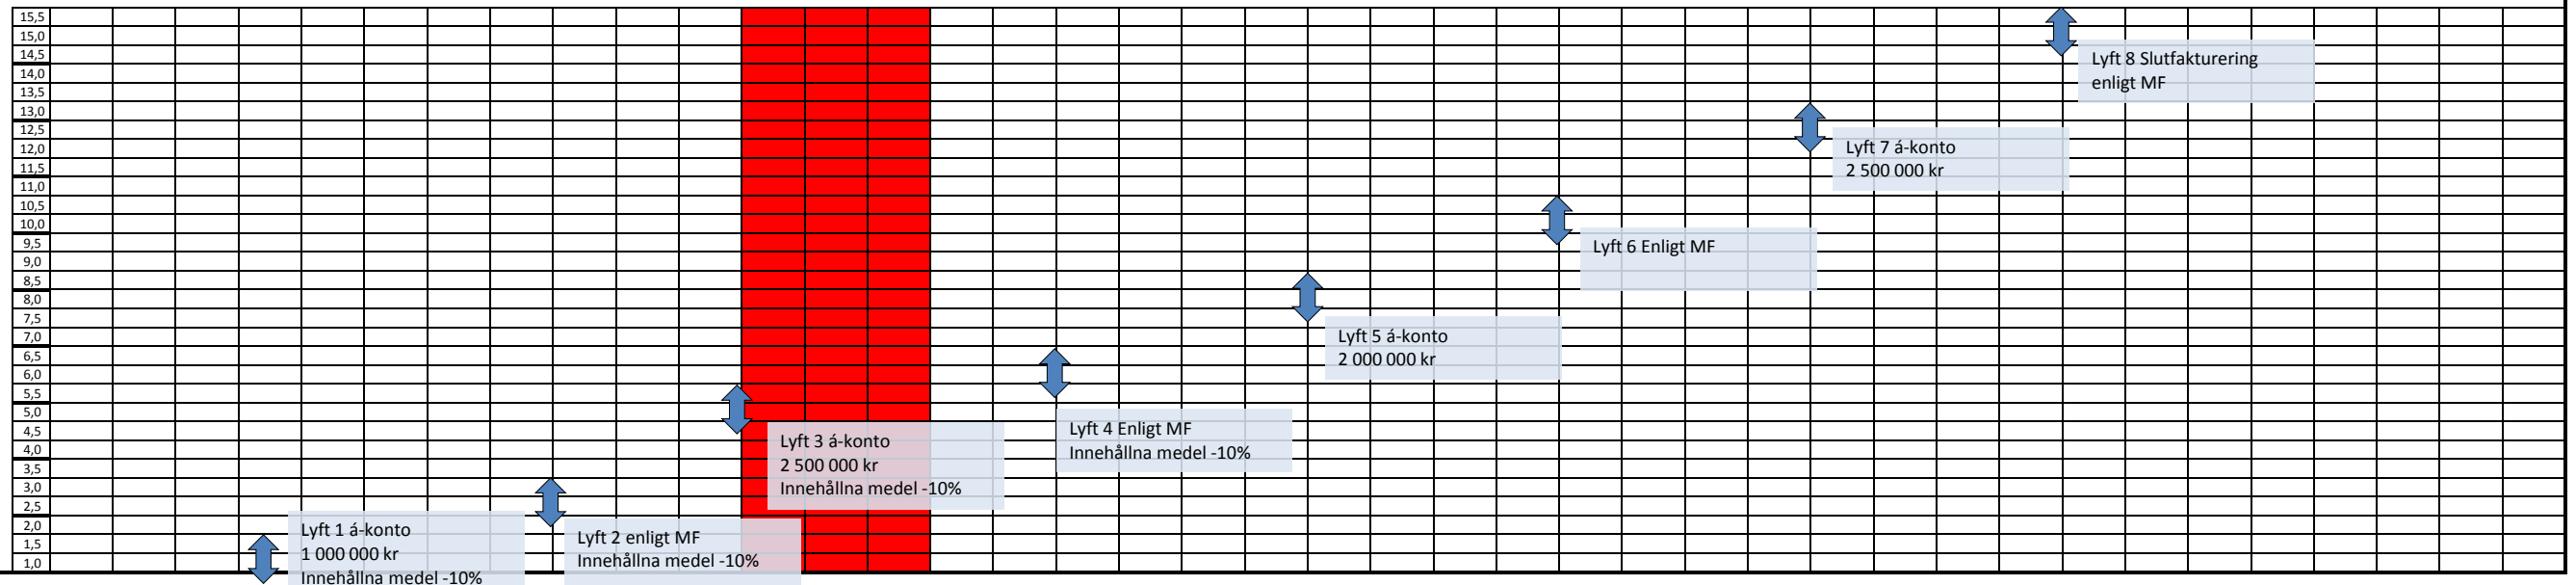 15,5
15,0
14,5
14,0
13,5
13,0
12,5
12,0
11,5
11,0
10,5
10,0
9,5
9,0
8,5
8,0
7,5
7,0
6,5
6,0
5,5
5,0
4,5
4,0
3,5
3,0
2,5
2,0
1,5
1,0
Lyft 1 á-konto
1 000 000 kr
Innehållna medel -10%
Lyft 2 enligt MF
Innehållna medel -10%
Lyft 3 á-konto
2 500 000 kr
Innehållna medel -10%
Lyft 4 Enligt MF
Innehållna medel -10%
Lyft 5 á-konto
2 000 000 kr
Lyft 6 Enligt MF
Lyft 7 á-konto
2 500 000 kr
Lyft 8 Slutfakturering
enligt MF